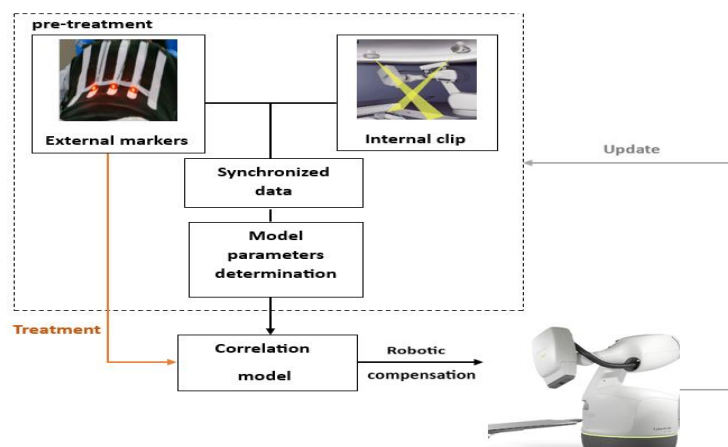 pre-treatment
External markers
Internal clip
Synchronized
data
Update
Model
parameters
determination
Treatment
Correlation
model
Robotic
compensation